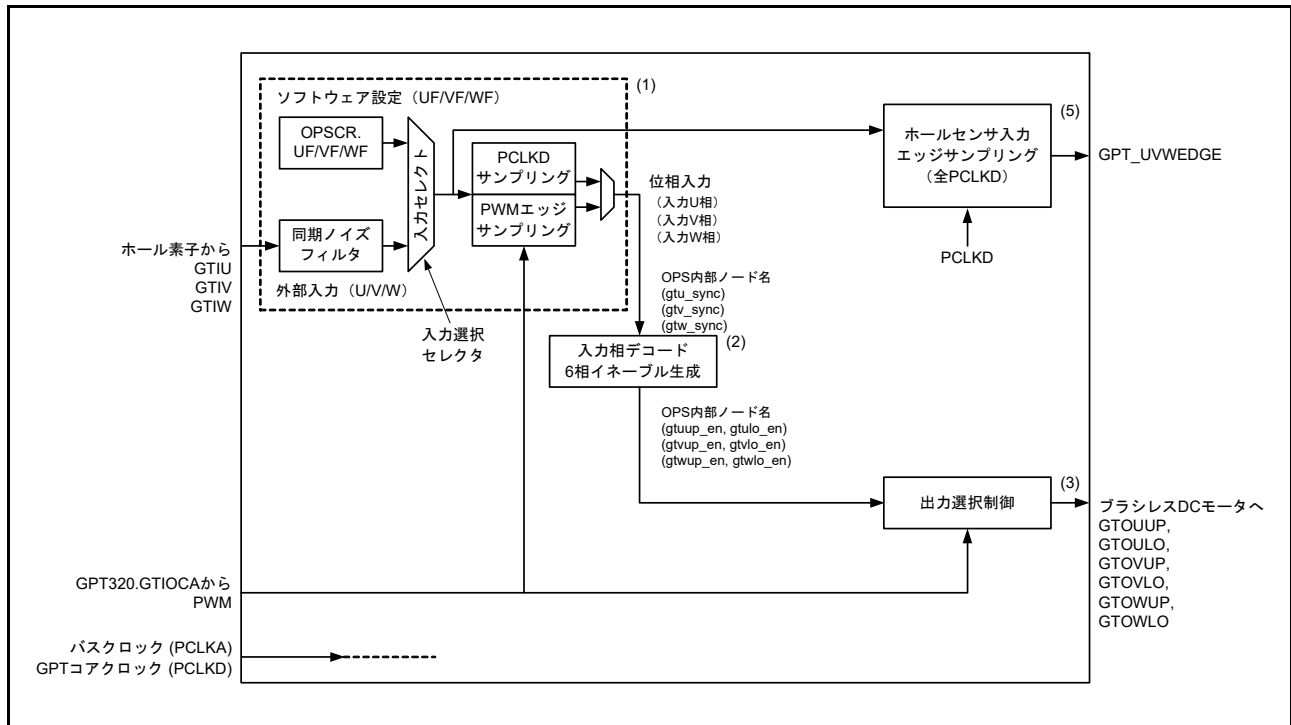 (1)
ソフトウェア設定（UF/VF/WF）
OPSCR.
UF/VF/WF
入力セレクト
PCLKD
サンプリング
PWMエッジ
サンプリング
同期ノイズ
フィルタ
外部入力（U/V/W）
ホール素子から
GTIU
GTIV
GTIW
入力選択
セレクタ
位相入力
（入力U相）
（入力V相）
（入力W相）
OPS内部ノード名
(gtu_sync)
(gtv_sync)
(gtw_sync)
(2)
入力相デコード
6相イネーブル生成
OPS内部ノード名
(gtuup_en, gtulo_en)
(gtvup_en, gtvlo_en)
(gtwup_en, gtwlo_en)
(5)
ホールセンサ入力
エッジサンプリング
（全PCLKD）
GPT_UVWEDGE
PCLKD
(3)
出力選択制御
ブラシレスDCモータへ
GTOUUP,
GTOULO,
GTOVUP,
GTOVLO,
GTOWUP,
GTOWLO
GPT320.GTIOCAから
PWM
バスクロック (PCLKA)
GPTコアクロック (PCLKD)